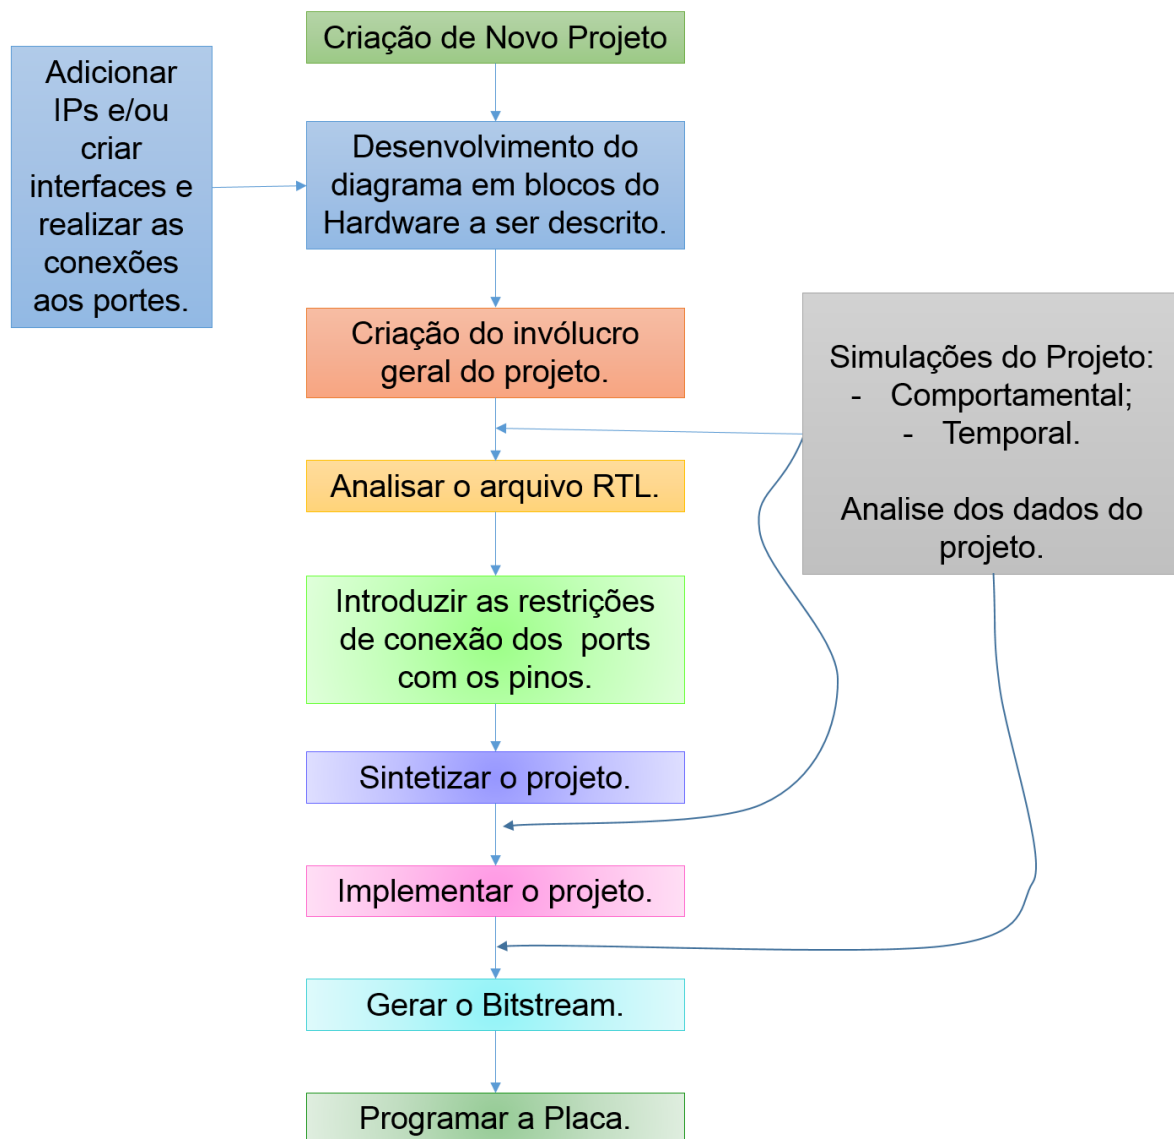 Criação de Novo Projeto
Adicionar
IPs e/ou
criar
interfaces e
realizar as
conexões
aos portes.
Desenvolvimento do
diagrama em blocos do
Hardware a ser descrito.
Criação do invólucro
geral do projeto.
Simulações do Projeto:
- Comportamental;
- Temporal.
Analise dos dados do
projeto.
Analisar o arquivo RTL.
Introduzir as restrições
de conexão dos ports
com os pinos.
Sintetizar o projeto.
Implementar o projeto.
Gerar o Bitstream.
Programar a Placa.